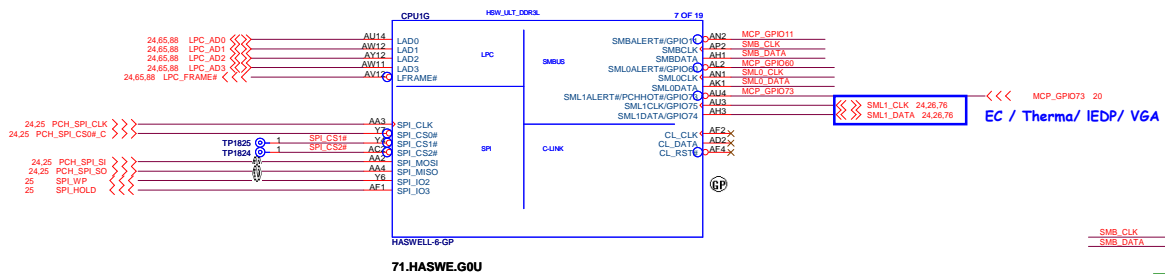 CPU1G HSW_ULT_DDR3L 7 OF 19
24,65,88 LPC_AD0 AU14 LAD0
24,65,88 LPC_AD1 AW12 LAD1
24,65,88 LPC_AD2 AY12 LAD2
24,65,88 LPC_AD3 AW11 LAD3
24,65,88 LPC_FRAME# AV12 LFRAME#
LPC
SMBUS
SMBALERT#/GPIO11 AN2 MCP_GPIO11
SMBCLK AP2 SMB_CLK
SMBDATA AH1 SMB_DATA
SML0ALERT#/GPIO60 AL2 MCP_GPIO60
SML0CLK AN1 SML0_CLK
SML0DATA AK1 SML0_DATA
SML1ALERT#/PCHHOT#/GPIO73 AU4 MCP_GPIO73 MCP_GPIO73 20
SML1CLK/GPIO75 AU3 SML1_CLK 24,26,76
SML1DATA/GPIO74 AH3 SML1_DATA 24,26,76
EC / Therma/ lEDP/ VGA
24,25 PCH_SPI_CLK AA3 SPI_CLK
24,25 PCH_SPI_CS0#_C Y7 SPI_CS0#
TP1825 1 SPI_CS1# Y4 SPI_CS1#
TP1824 1 SPI_CS2# AC2 SPI_CS2#
24,25 PCH_SPI_SI AA2 SPI_MOSI
24,25 PCH_SPI_SO AA4 SPI_MISO
25 SPI_WP Y6 SPI_IO2
25 SPI_HOLD AF1 SPI_IO3
SPI
C-LINK
CL_CLK AF2
CL_DATA AD2
CL_RST# AF4
GP
HASWELL-6-GP
71.HASWE.G0U
SMB_CLK
SMB_DATA